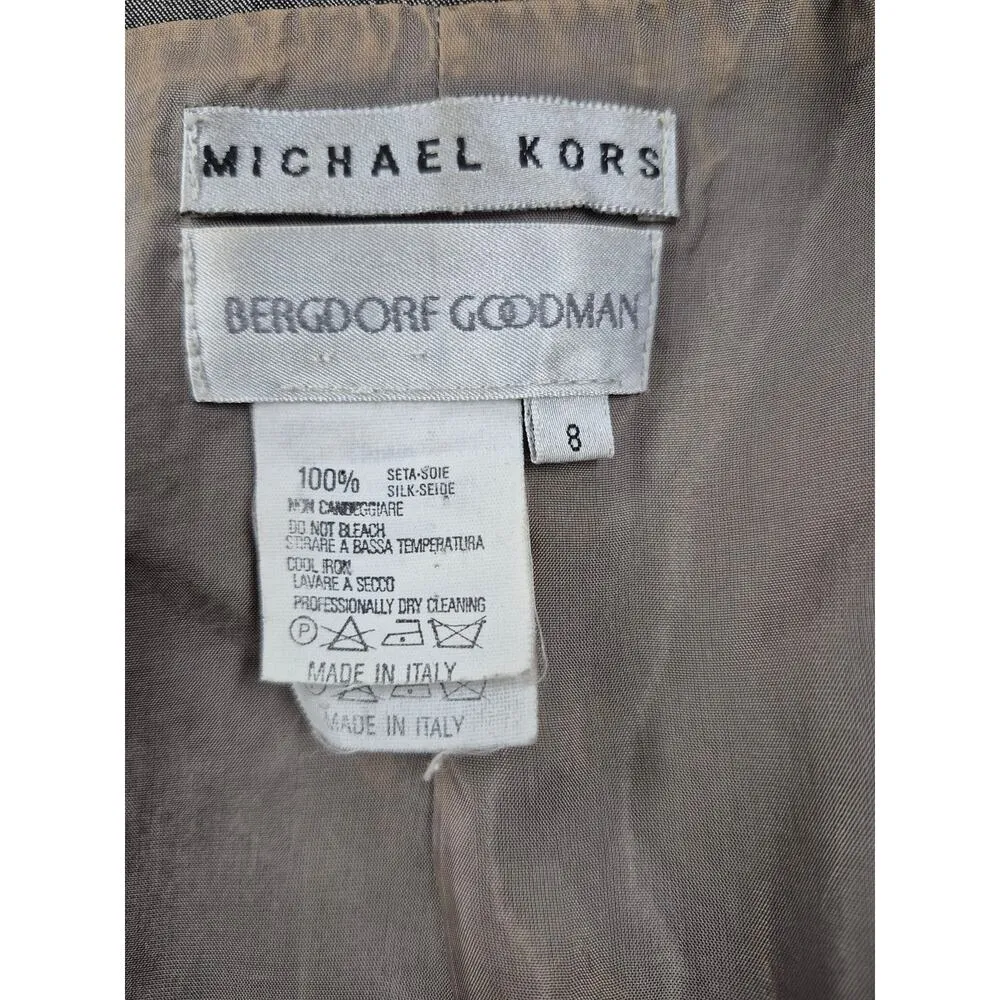 MICHAEL KORS
BERGDORF GOODMAN
8
100% SETA-SOIE
SILK-SEIDE
NON CANDEGGIARE
DO NOT BLEACH
STIRARE A BASSA TEMPERATURA
COOL IRON
LAVARE A SECCO
PROFESSIONALLY DRY CLEANING
P
MADE IN ITALY
MADE IN ITALY